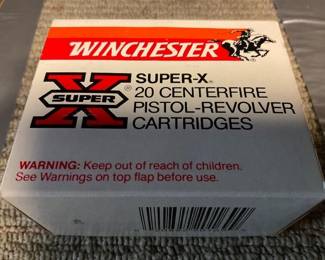 WINCHESTER
X SUPER ®
SUPER-X®
20 CENTERFIRE
PISTOL-REVOLVER
CARTRIDGES
WARNING: Keep out of reach of children.
See Warnings on top flap before use.